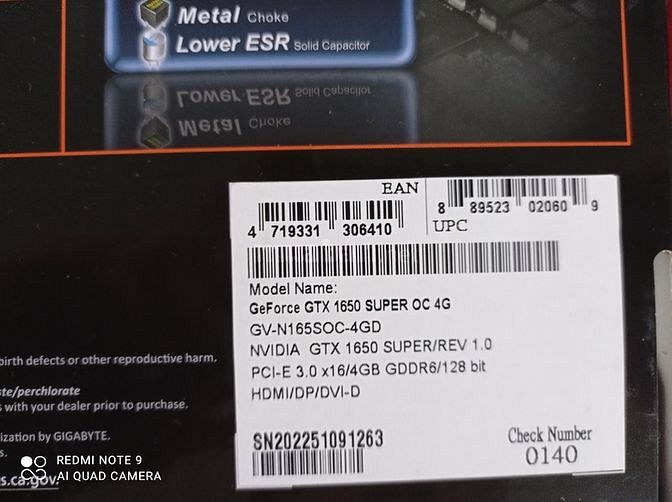 Metal Choke
Lower ESR Solid Capacitor
Lower ESR Solid Capacitor
Metal Choke
EAN
4 719331 306410
8 89523 02060 9
UPC
Model Name:
GeForce GTX 1650 SUPER OC 4G
GV-N165SOC-4GD
NVIDIA GTX 1650 SUPER/REV 1.0
PCI-E 3.0 x16/4GB GDDR6/128 bit
HDMI/DP/DVI-D
SN202251091263
Check Number
0140
birth defects or other reproductive harm.
ste/perchlorate
s with your dealer prior to purchase.
ization by GIGABYTE.
s.
s.ca.gov.
REDMI NOTE 9
AI QUAD CAMERA